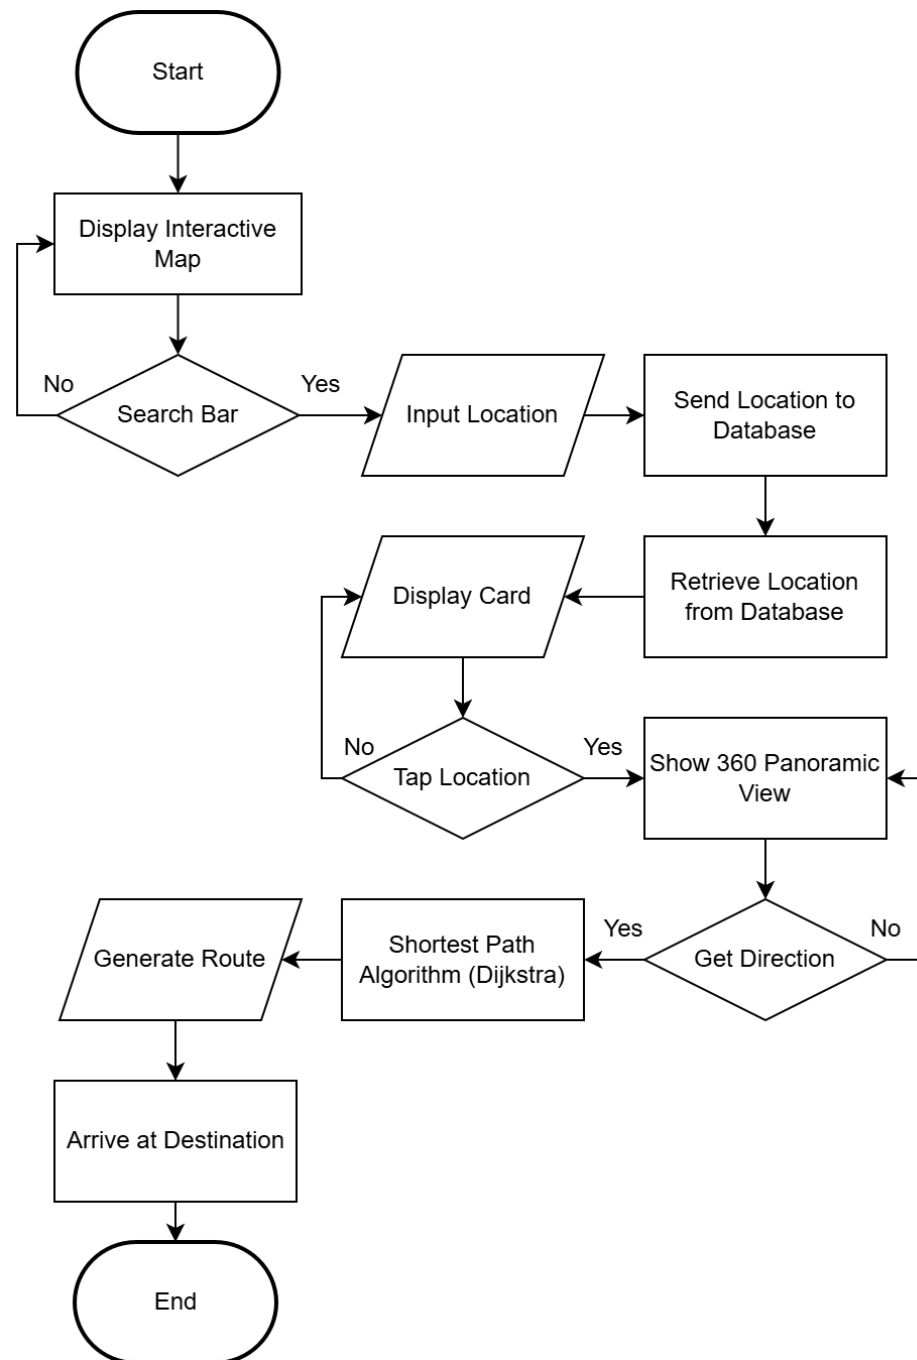 Start
Display Interactive
Map
No
Yes
Search Bar
Input Location
Send Location to
Database
Display Card
Retrieve Location
from Database
No
Yes
Tap Location
Show 360 Panoramic
View
Yes
No
Generate Route
Shortest Path
Algorithm (Dijkstra)
Get Direction
Arrive at Destination
End